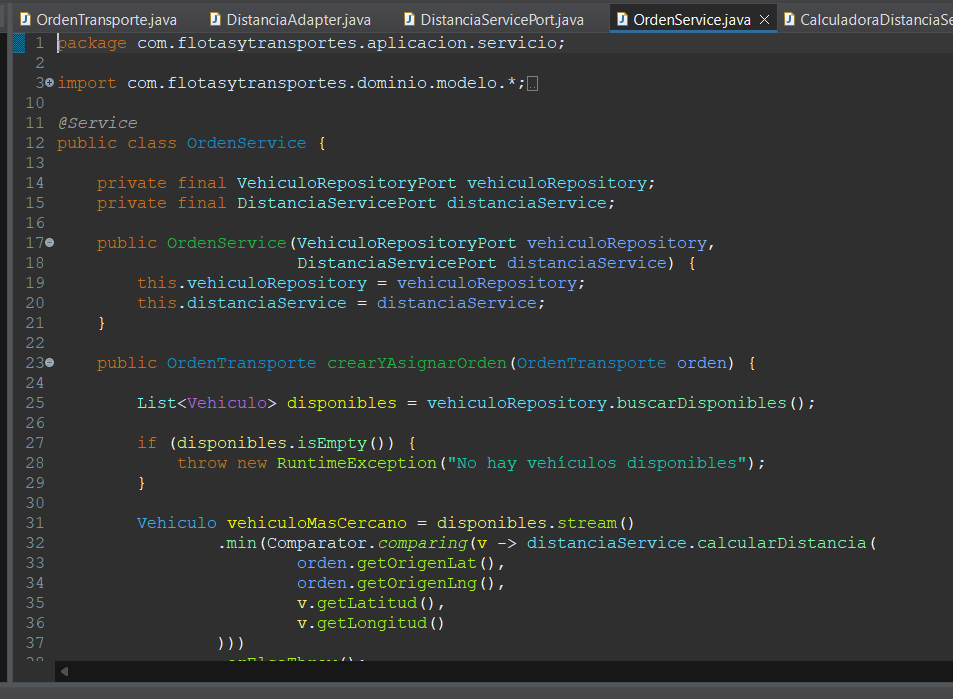 OrdenTransporte.java DistanciaAdapter.java DistanciaServicePort.java OrdenService.java CalculadoraDistanciaSe
1 package com.flotasytransportes.aplicacion.servicio;
2
3 import com.flotasytransportes.dominio.modelo.*;
10
11 @Service
12 public class OrdenService {
13
14 private final VehiculoRepositoryPort vehiculoRepository;
15 private final DistanciaServicePort distanciaService;
16
17 public OrdenService(VehiculoRepositoryPort vehiculoRepository,
18 DistanciaServicePort distanciaService) {
19 this.vehiculoRepository = vehiculoRepository;
20 this.distanciaService = distanciaService;
21 }
22
23 public OrdenTransporte crearYAsignarOrden(OrdenTransporte orden) {
24
25 List<Vehiculo> disponibles = vehiculoRepository.buscarDisponibles();
26
27 if (disponibles.isEmpty()) {
28 throw new RuntimeException("No hay vehículos disponibles");
29 }
30
31 Vehiculo vehiculoMasCercano = disponibles.stream()
32 .min(Comparator.comparing(v -> distanciaService.calcularDistancia(
33 orden.getOrigenLat(),
34 orden.getOrigenLng(),
35 v.getLatitud(),
36 v.getLongitud()
37 )))
38 .orElseThrow();